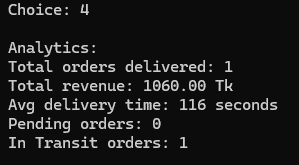 Choice: 4
Analytics:
Total orders delivered: 1
Total revenue: 1060.00 Tk
Avg delivery time: 116 seconds
Pending orders: 0
In Transit orders: 1